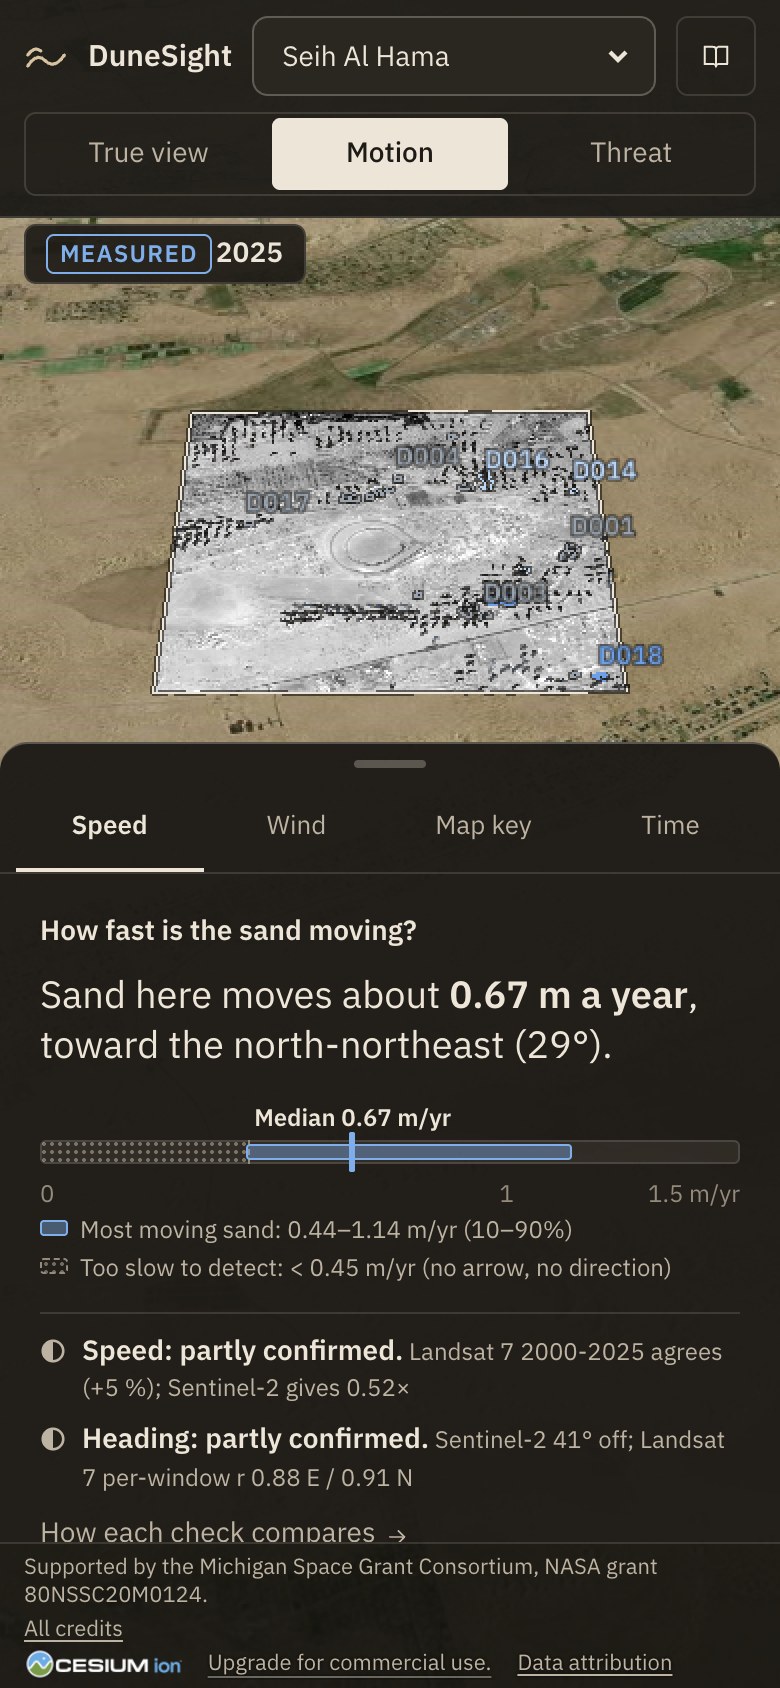 DuneSight
Seih Al Hama
True view
Motion
Threat
MEASURED 2025
D004
D016
D014
D017
D001
D018
Speed
Wind
Map key
Time
How fast is the sand moving?
Sand here moves about 0.67 m a year,
toward the north-northeast (29°).
Median 0.67 m/yr
0
1
1.5 m/yr
Most moving sand: 0.44–1.14 m/yr (10–90%)
Too slow to detect: < 0.45 m/yr (no arrow, no direction)
Speed: partly confirmed. Landsat 7 2000-2025 agrees
(+5 %); Sentinel-2 gives 0.52×
Heading: partly confirmed. Sentinel-2 41° off; Landsat
7 per-window r 0.88 E / 0.91 N
How each check compares →
Supported by the Michigan Space Grant Consortium, NASA grant
80NSSC20M0124.
All credits
CESIUM ion
Upgrade for commercial use.
Data attribution